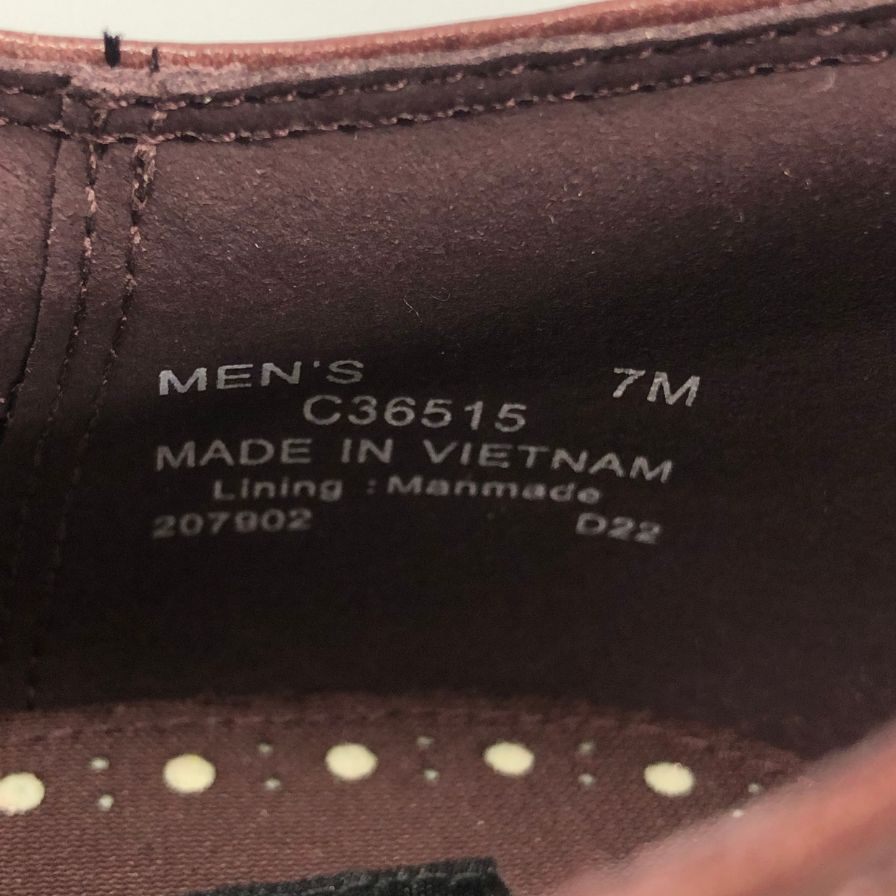 MEN'S 7M
C36515
MADE IN VIETNAM
Lining : Manmade
207902 D22